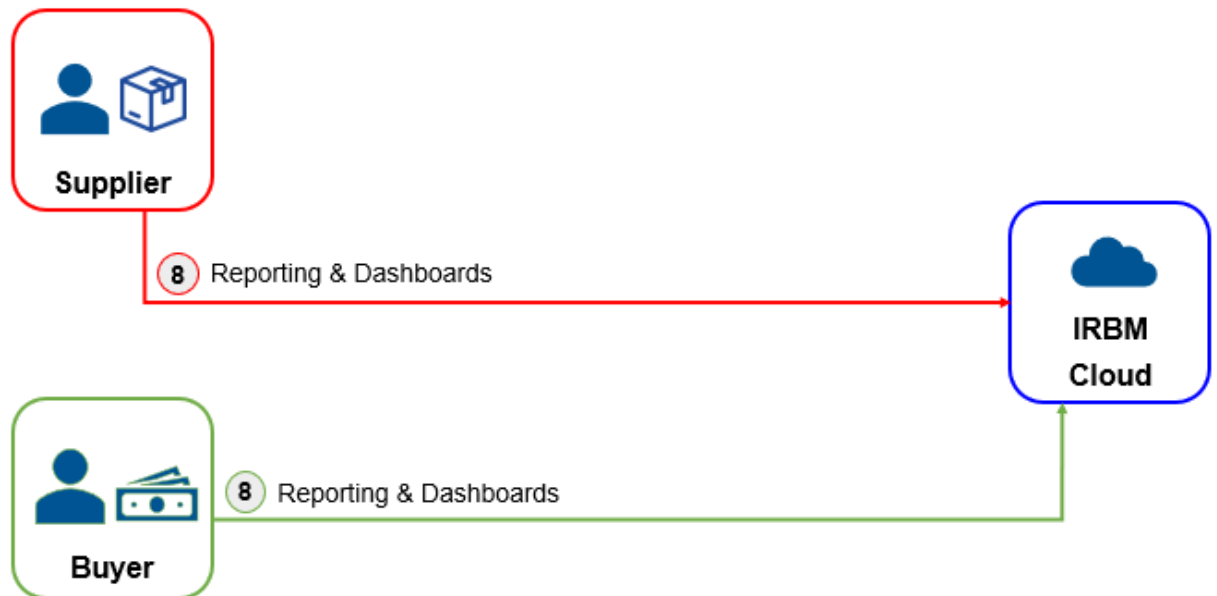 Supplier
8 Reporting & Dashboards
IRBM
Cloud
8 Reporting & Dashboards
Buyer